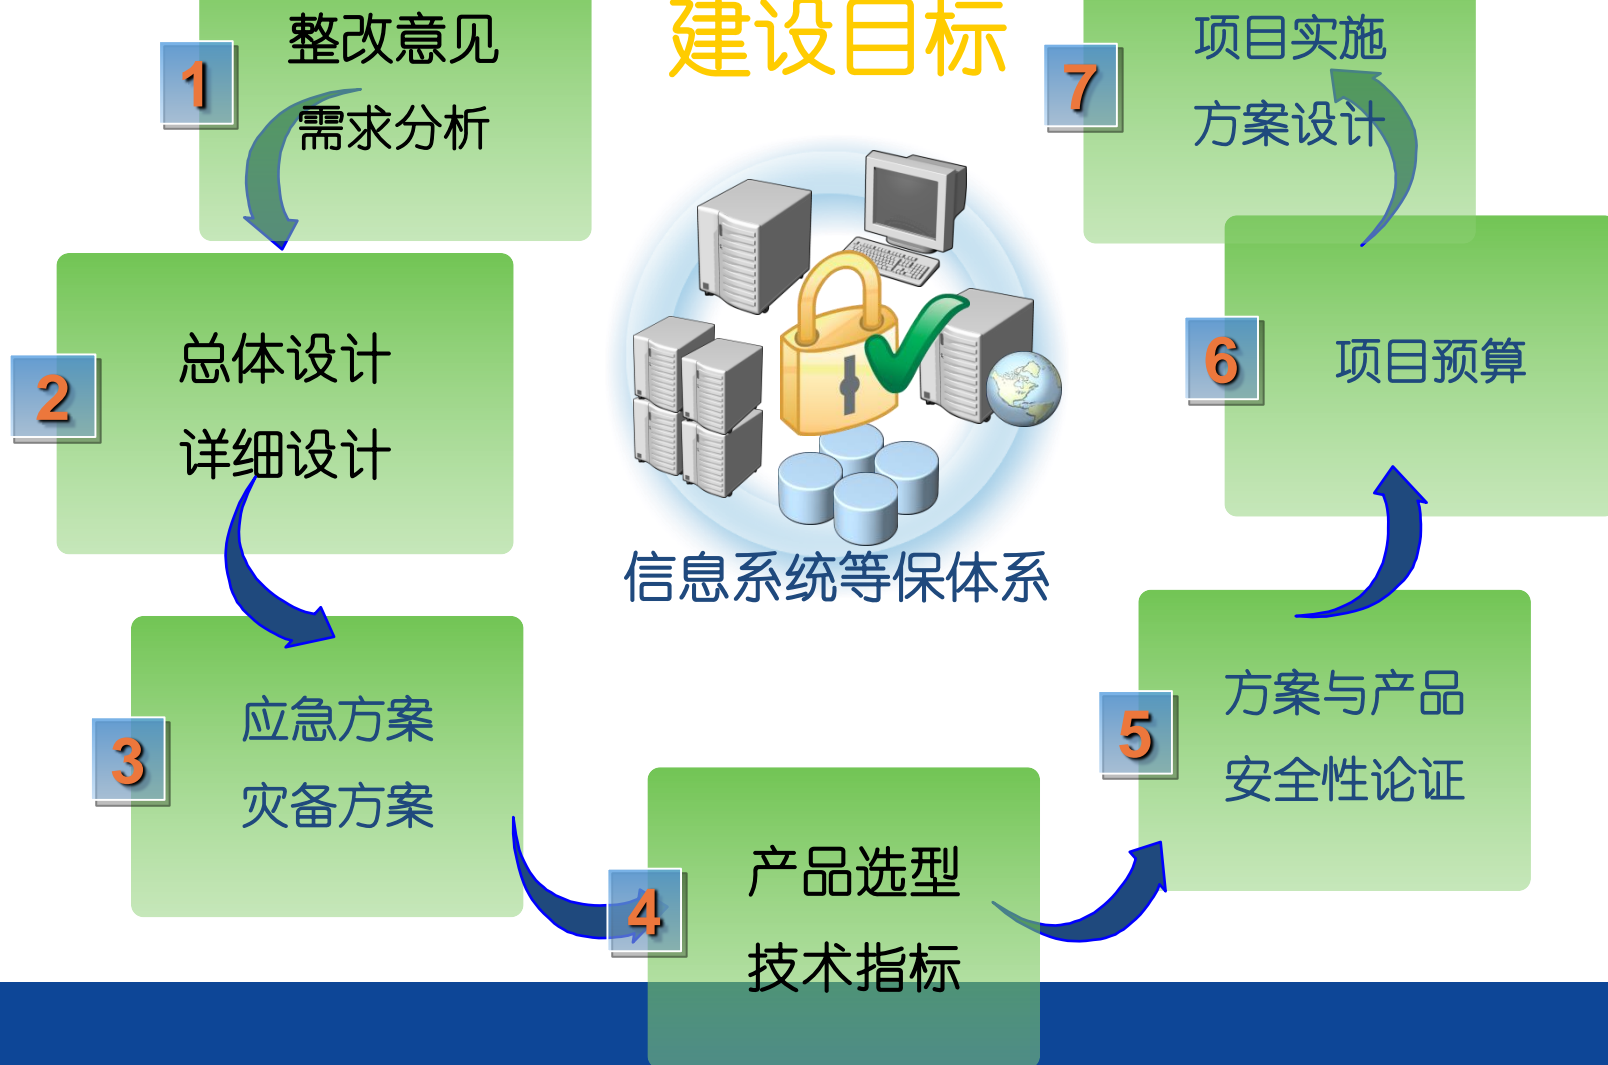 建设目标
1
整改意见
需求分析
2
总体设计
详细设计
3
应急方案
灾备方案
4
产品选型
技术指标
5
方案与产品
安全性论证
6
项目预算
7
项目实施
方案设计
信息系统等保体系